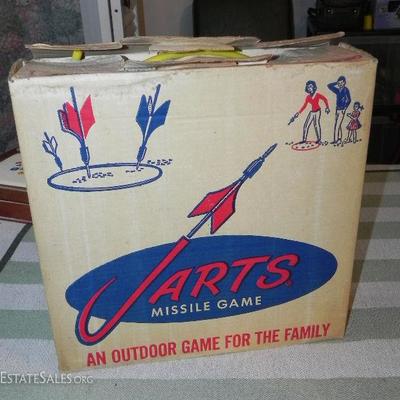 JARTS®
MISSILE GAME
AN OUTDOOR GAME FOR THE FAMILY
ESTATESALES.ORG